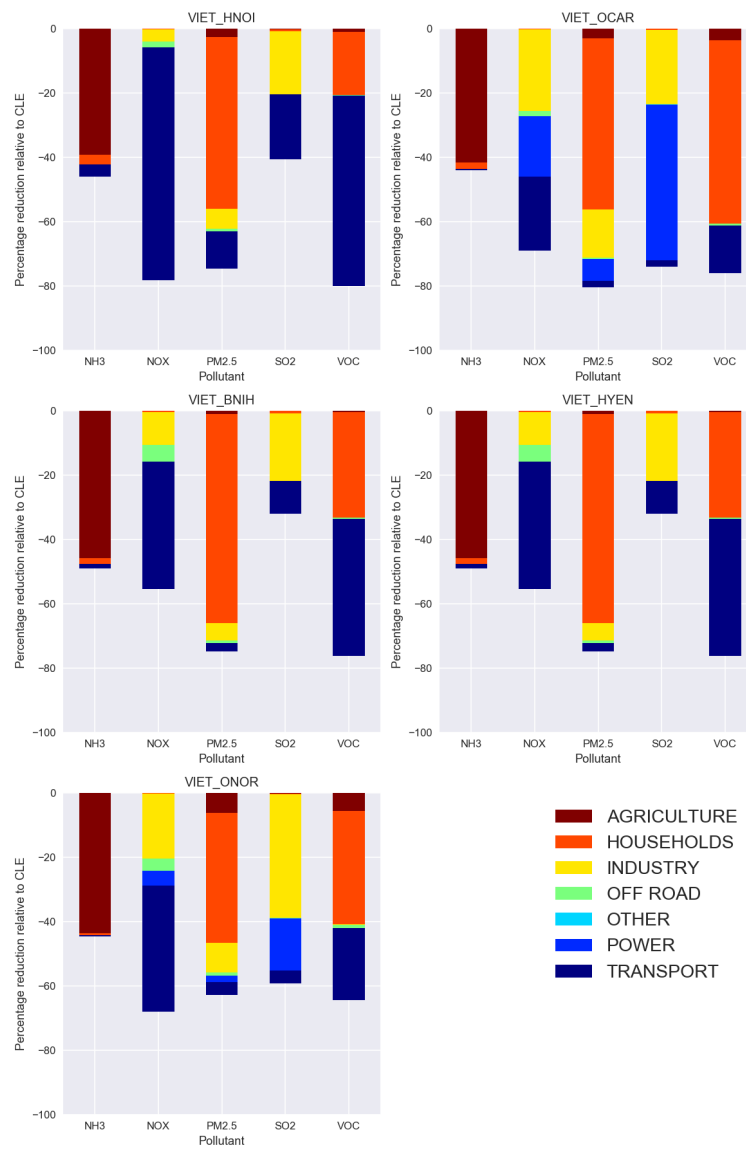 VIET_HNOI
Percentage reduction relative to CLE
0
−20
−40
−60
−80
−100
NH3 NOX PM2.5 SO2 VOC
Pollutant
VIET_OCAR
Percentage reduction relative to CLE
0
−20
−40
−60
−80
−100
NH3 NOX PM2.5 SO2 VOC
Pollutant
VIET_BNIH
Percentage reduction relative to CLE
0
−20
−40
−60
−80
−100
NH3 NOX PM2.5 SO2 VOC
Pollutant
VIET_HYEN
Percentage reduction relative to CLE
0
−20
−40
−60
−80
−100
NH3 NOX PM2.5 SO2 VOC
Pollutant
VIET_ONOR
Percentage reduction relative to CLE
0
−20
−40
−60
−80
−100
NH3 NOX PM2.5 SO2 VOC
Pollutant
AGRICULTURE
HOUSEHOLDS
INDUSTRY
OFF ROAD
OTHER
POWER
TRANSPORT